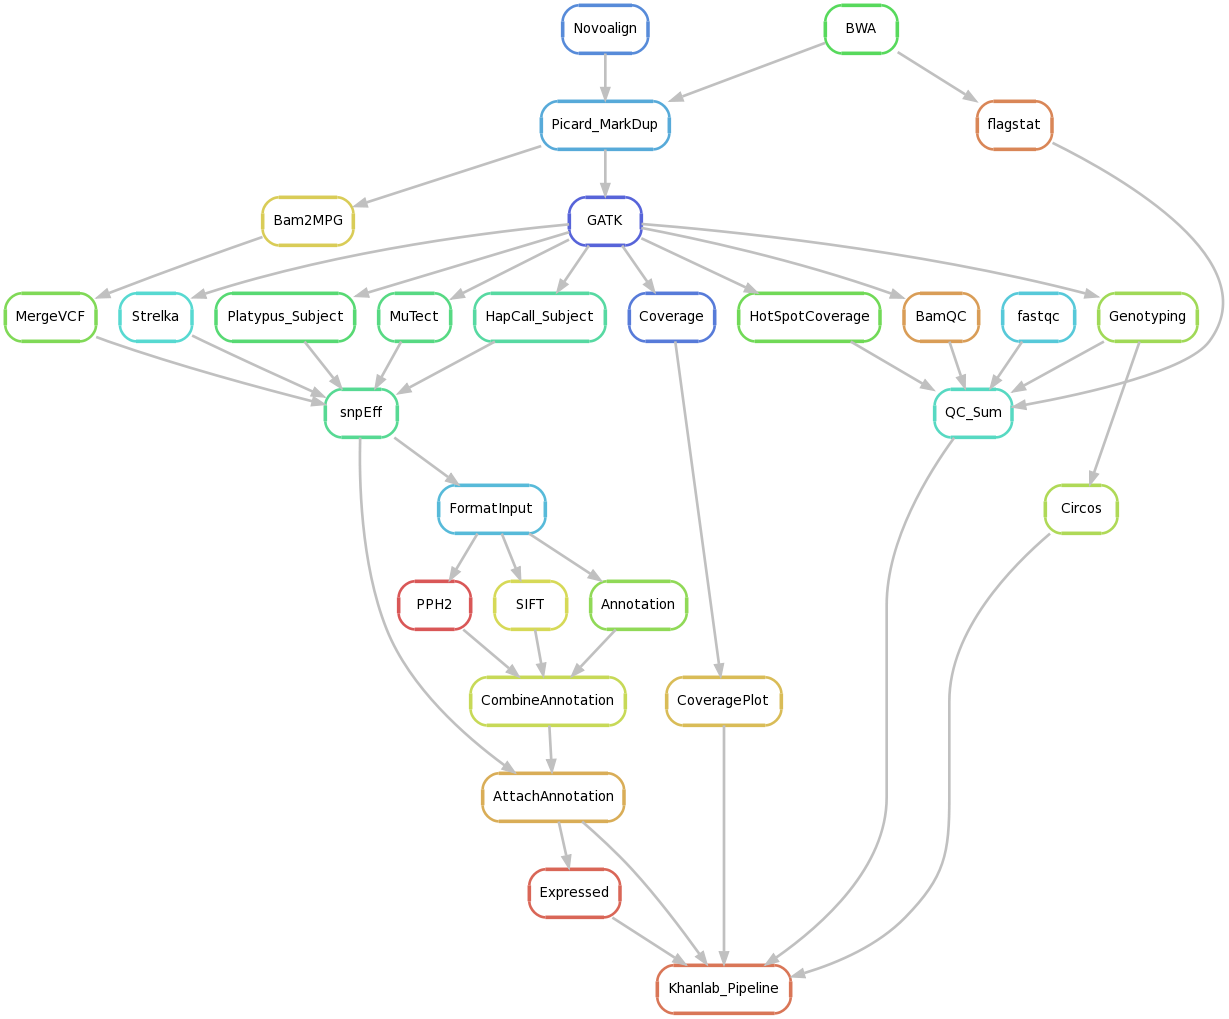 Novoalign
BWA
Picard_MarkDup
flagstat
Bam2MPG
GATK
MergeVCF
Strelka
Platypus_Subject
MuTect
HapCall_Subject
Coverage
HotSpotCoverage
BamQC
fastqc
Genotyping
snpEff
QC_Sum
FormatInput
Circos
PPH2
SIFT
Annotation
CombineAnnotation
CoveragePlot
AttachAnnotation
Expressed
Khanlab_Pipeline